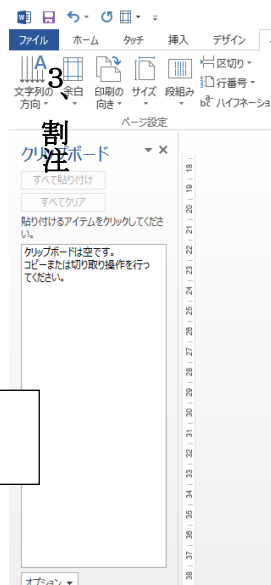 ファイル ホーム タッチ 挿入 デザイン
文字列の方向 余白 印刷の向き サイズ 段組み
区切り
行番号
ハイフネーション
ページ設定
3、割注
クリップボード
すべて貼り付け
すべてクリア
貼り付けるアイテムをクリックしてください。
クリップボードは空です。
コピーまたは切り取り操作を行ってください。
18
19
20
21
22
23
24
25
26
27
28
29
30
31
32
33
34
35
36
37
38
オプション